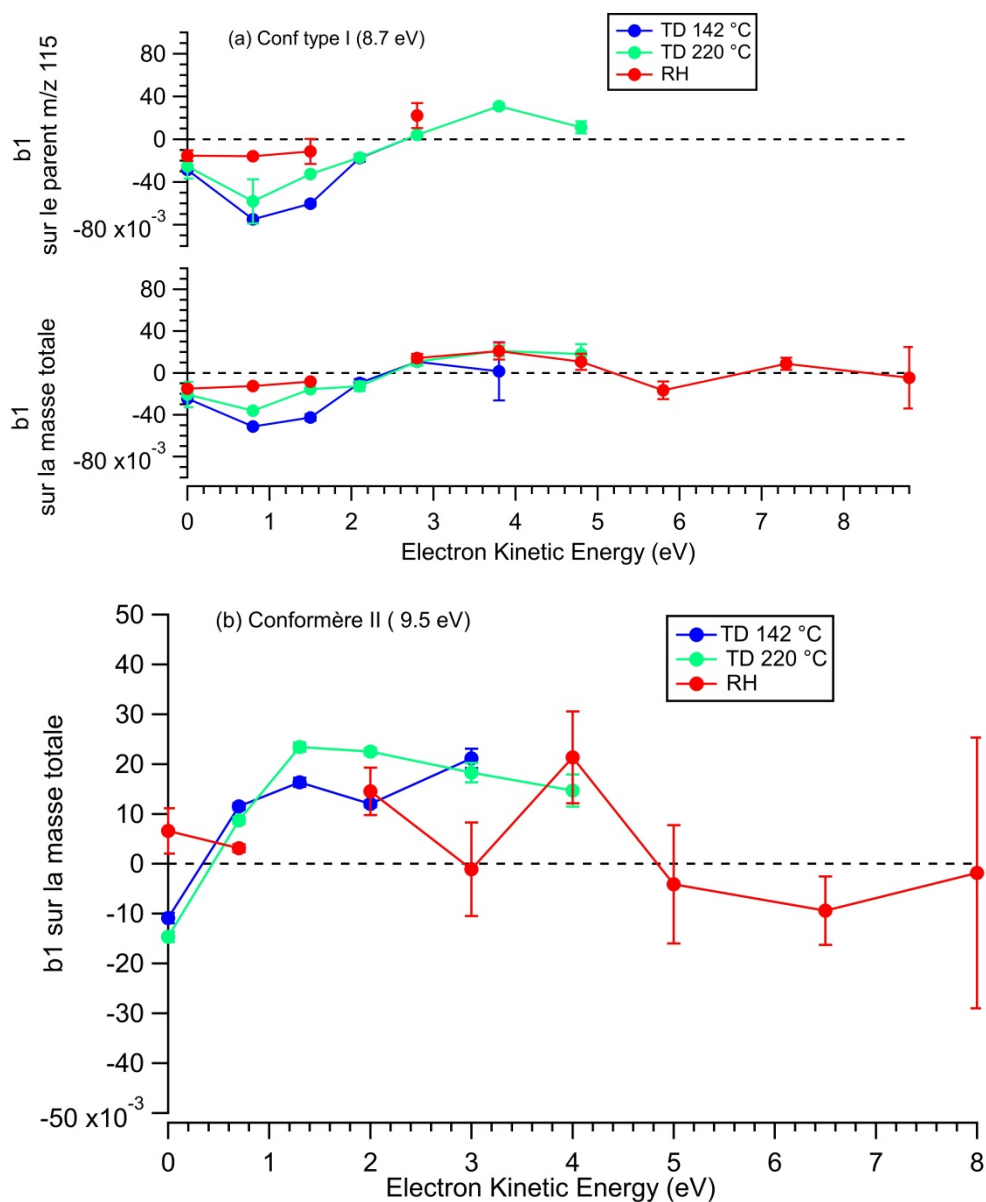 (a) Conf type I (8.7 eV)
TD 142 °C
TD 220 °C
RH
b1
sur le parent m/z 115
80
40
0
-40
-80 x10⁻³
b1
sur la masse totale
80
40
0
-40
-80 x10⁻³
0 1 2 3 4 5 6 7 8
Electron Kinetic Energy (eV)
(b) Conformère II ( 9.5 eV)
TD 142 °C
TD 220 °C
RH
b1 sur la masse totale
50
40
30
20
10
0
-10
-20
-30
-40
-50 x10⁻³
0 1 2 3 4 5 6 7 8
Electron Kinetic Energy (eV)